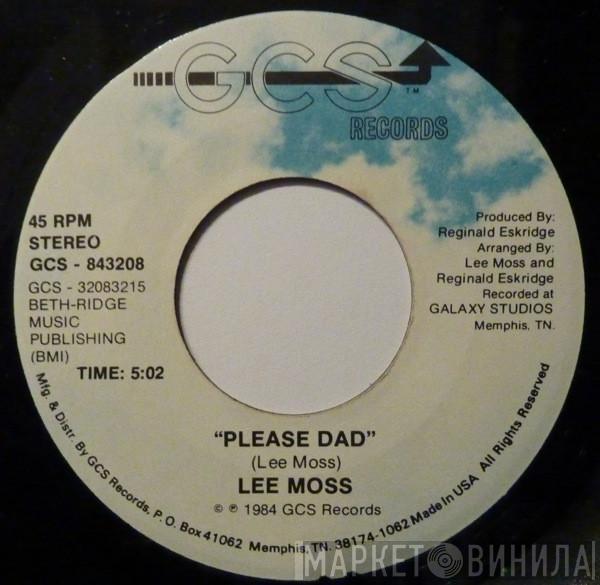 GCS
TM
RECORDS
45 RPM
STEREO
GCS - 843208
GCS - 32083215
BETH-RIDGE
MUSIC
PUBLISHING
(BMI)
TIME: 5:02
Produced By:
Reginald Eskridge
Arranged By:
Lee Moss and
Reginald Eskridge
Recorded at
GALAXY STUDIOS
Memphis, TN.
"PLEASE DAD"
(Lee Moss)
LEE MOSS
© ℗ 1984 GCS Records
Mfg. & Distr. By GCS Records, P.O. Box 41062 Memphis, TN. 38174-1062 Made In USA All Rights Reserved
МАРКЕТ ВИНИЛА